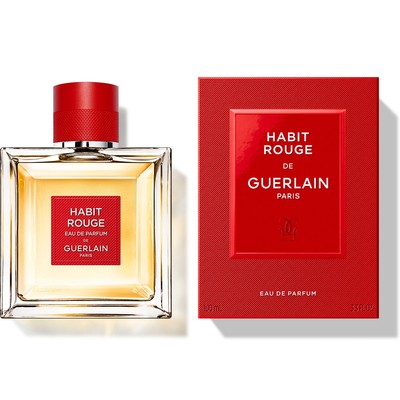 HABIT
ROUGE
EAU DE PARFUM
DE
GUERLAIN
PARIS
HABIT
ROUGE
DE
GUERLAIN
PARIS
EAU DE PARFUM